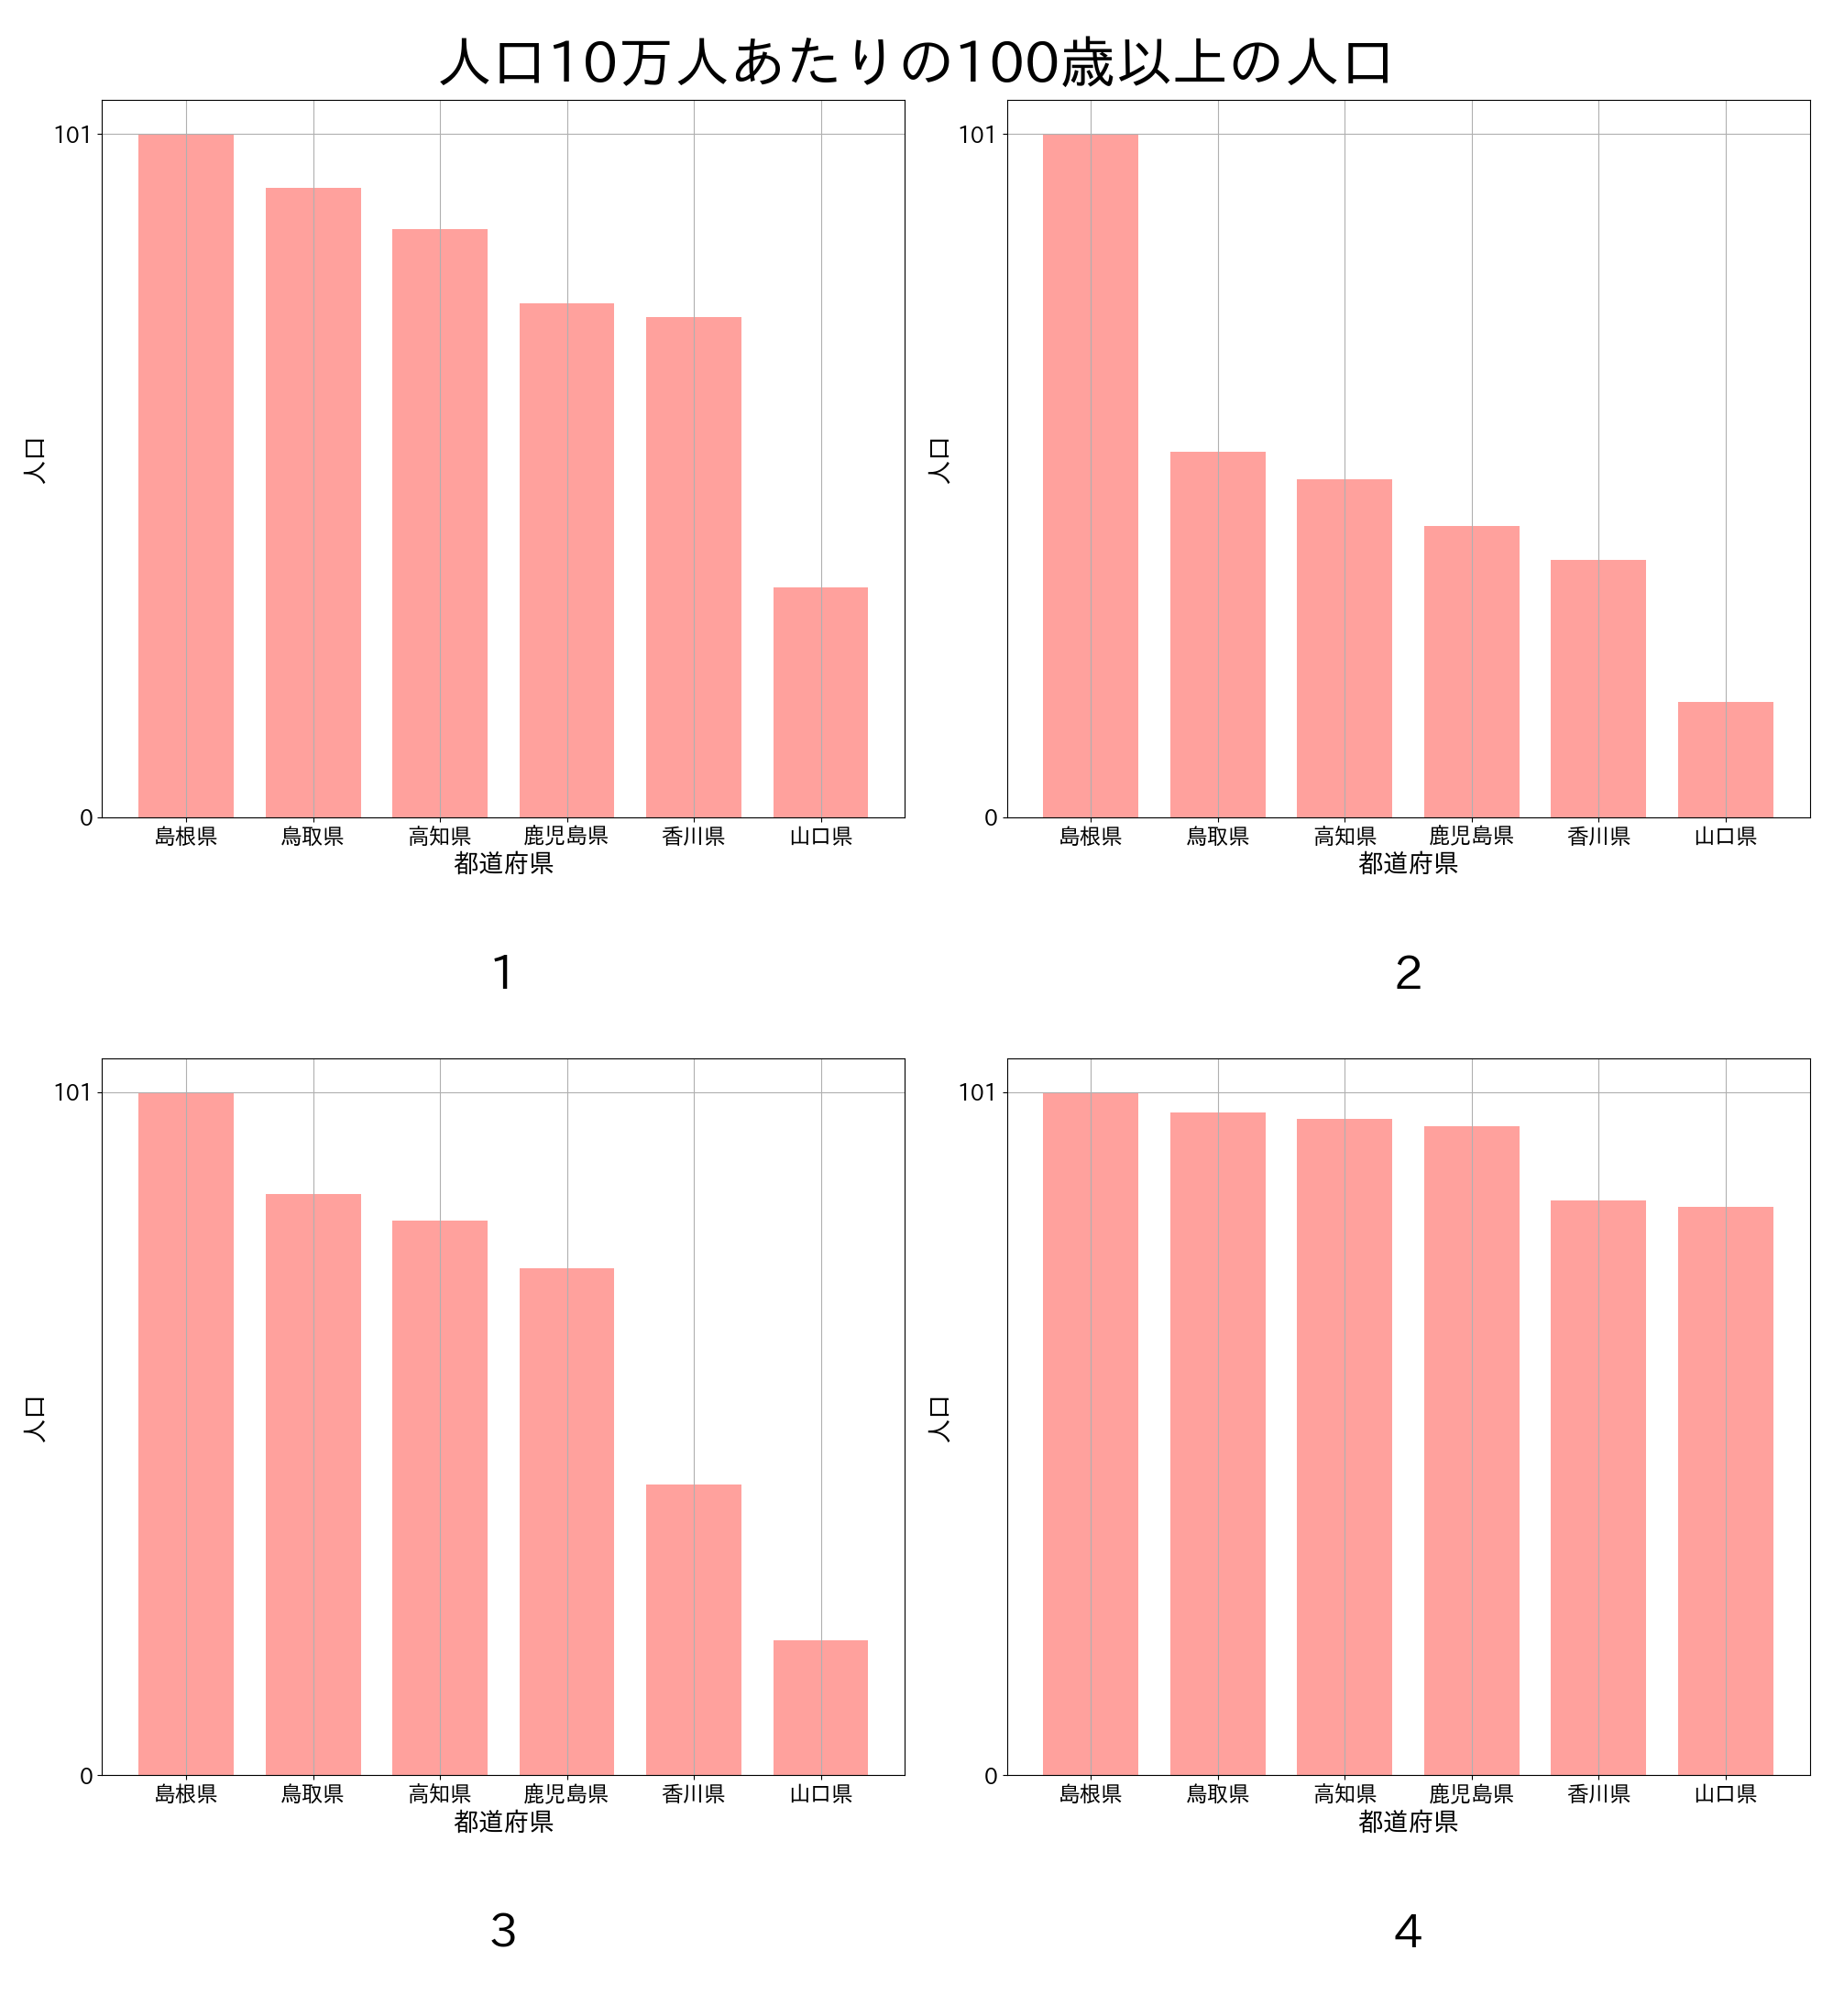 人口10万人あたりの100歳以上の人口
101
0
人口
島根県 鳥取県 高知県 鹿児島県 香川県 山口県
都道府県
1
101
0
人口
島根県 鳥取県 高知県 鹿児島県 香川県 山口県
都道府県
2
101
0
人口
島根県 鳥取県 高知県 鹿児島県 香川県 山口県
都道府県
3
101
0
人口
島根県 鳥取県 高知県 鹿児島県 香川県 山口県
都道府県
4